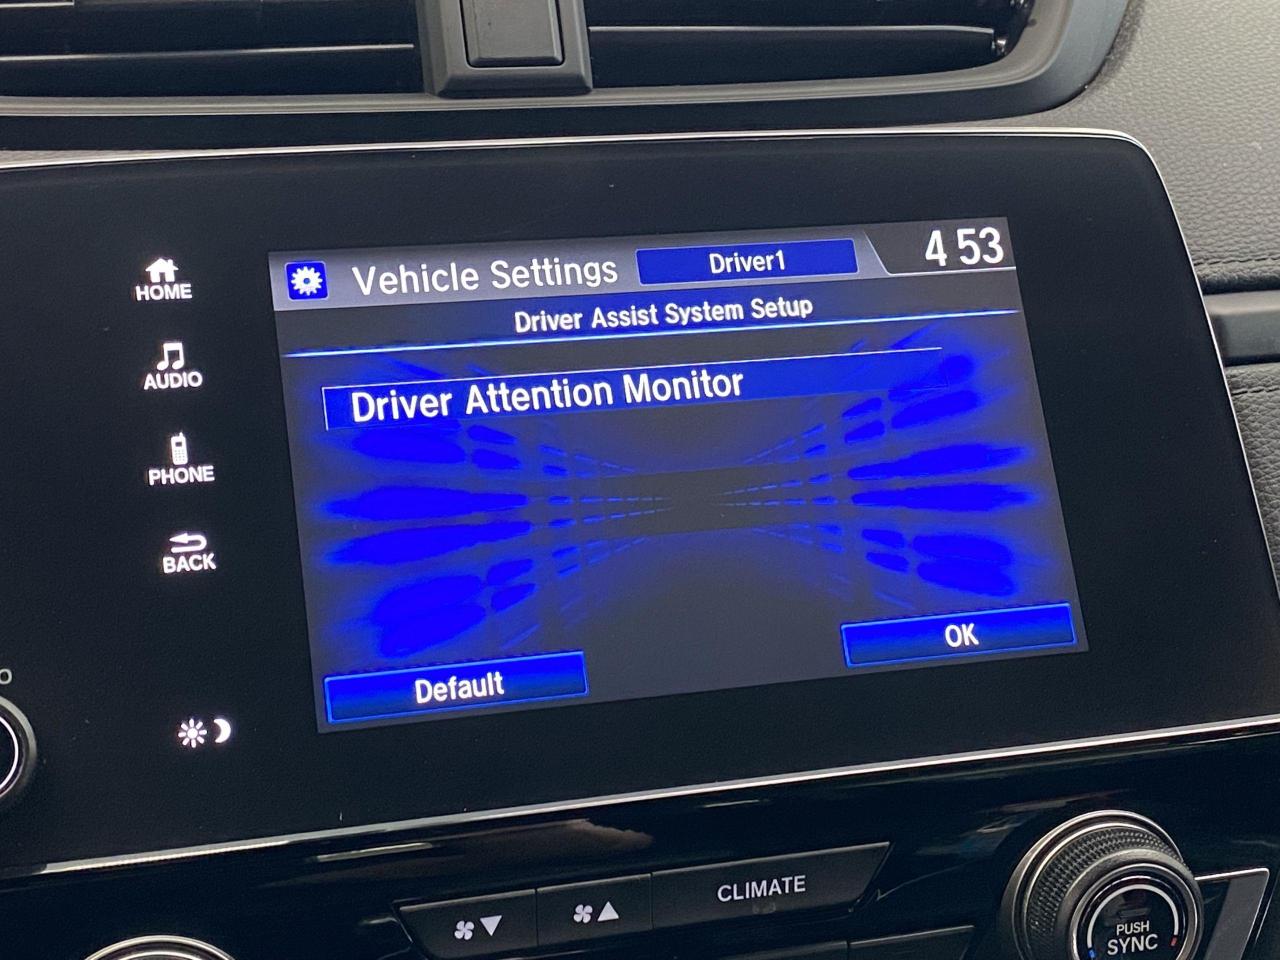 Vehicle Settings Driver1 4 53
Driver Assist System Setup
HOME
AUDIO
Driver Attention Monitor
PHONE
BACK
OK
Default
CLIMATE
PUSH
SYNC